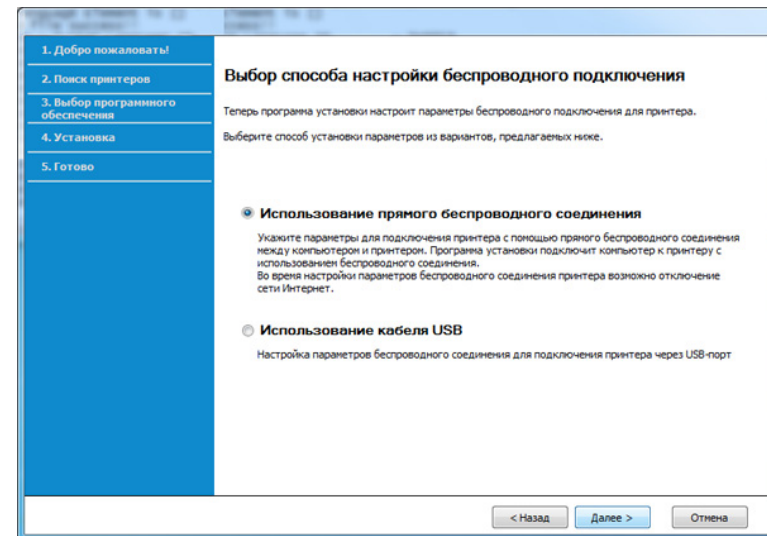 1. Добро пожаловать!
2. Поиск принтеров
3. Выбор программного
обеспечения
4. Установка
5. Готово
Выбор способа настройки беспроводного подключения
Теперь программа установки настроит параметры беспроводного подключения для принтера.
Выберите способ установки параметров из вариантов, предлагаемых ниже.
Использование прямого беспроводного соединения
Укажите параметры для подключения принтера с помощью прямого беспроводного соединения
между компьютером и принтером. Программа установки подключит компьютер к принтеру с
использованием беспроводного соединения.
Во время настройки параметров беспроводного соединения принтера возможно отключение
сети Интернет.
Использование кабеля USB
Настройка параметров беспроводного соединения для подключения принтера через USB-порт
< Назад
Далее >
Отмена